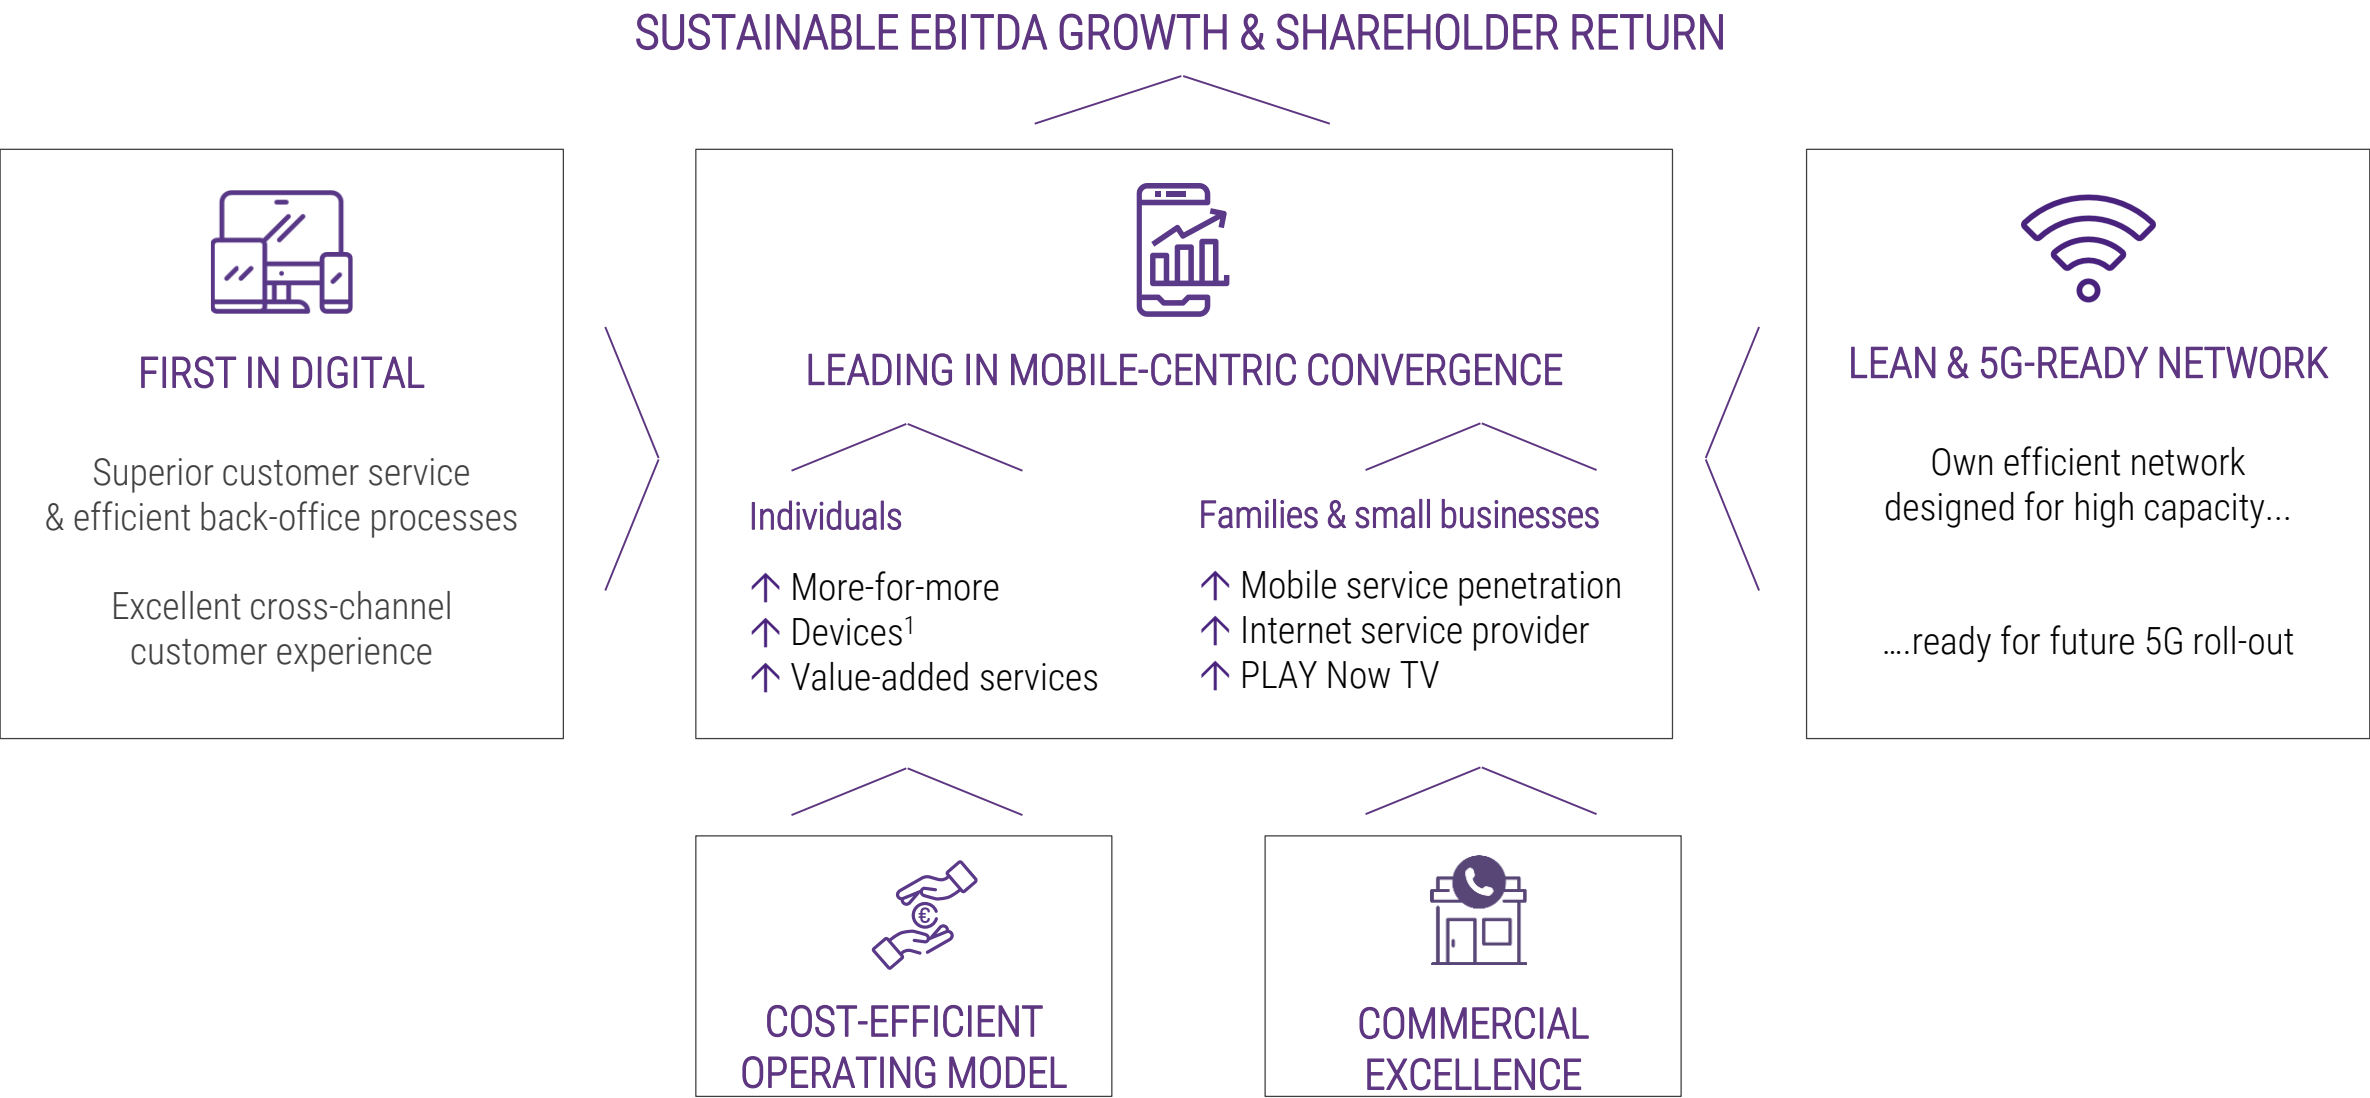 SUSTAINABLE EBITDA GROWTH & SHAREHOLDER RETURN
FIRST IN DIGITAL
Superior customer service
& efficient back-office processes
Excellent cross-channel
customer experience
LEADING IN MOBILE-CENTRIC CONVERGENCE
Individuals
↑ More-for-more
↑ Devices¹
↑ Value-added services
Families & small businesses
↑ Mobile service penetration
↑ Internet service provider
↑ PLAY Now TV
LEAN & 5G-READY NETWORK
Own efficient network
designed for high capacity...
....ready for future 5G roll-out
€
COST-EFFICIENT
OPERATING MODEL
COMMERCIAL
EXCELLENCE